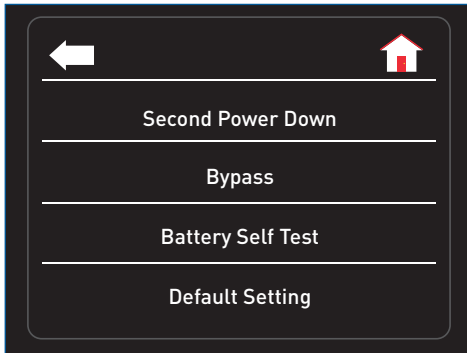 Second Power Down
Bypass
Battery Self Test
Default Setting